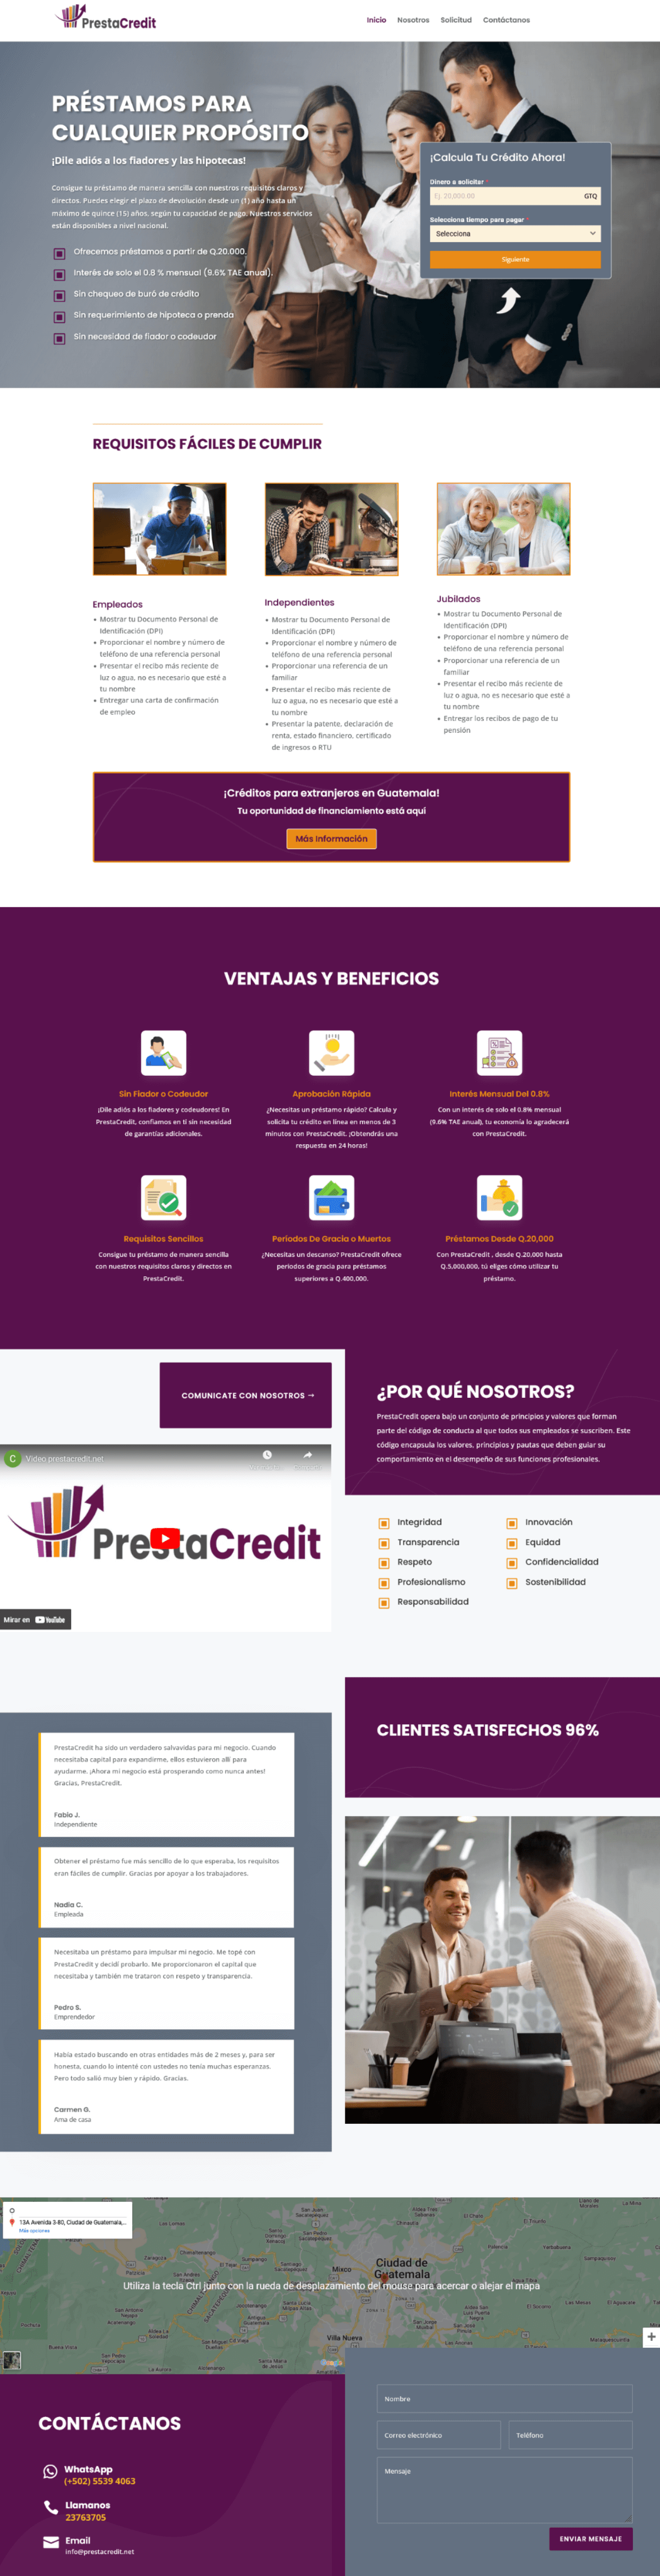 PrestaCredit
Inicio Nosotros Solicitud Contáctanos
PRÉSTAMOS PARA
CUALQUIER PROPÓSITO
¡Dile adiós a los fiadores y las hipotecas!
Consigue tu préstamo de manera sencilla con nuestros requisitos claros y
directos. Puedes elegir el plazo de devolución desde un (1) año hasta un
máximo de quince (15) años, según tu capacidad de pago. Nuestros servicios
están disponibles a nivel nacional.
Ofrecemos préstamos a partir de Q.20.000.
Interés de solo el 0.8 % mensual (9.6% TAE anual).
Sin chequeo de buró de crédito
Sin requerimiento de hipoteca o prenda
Sin necesidad de fiador o codeudor
¡Calcula Tu Crédito Ahora!
Dinero a solicitar
Ej. 20,000.00 GTQ
Selecciona tiempo para pagar
Selecciona
Siguiente
REQUISITOS FÁCILES DE CUMPLIR
Empleados
• Mostrar tu Documento Personal de
Identificación (DPI)
• Proporcionar el nombre y número de
teléfono de una referencia personal
• Presentar el recibo más reciente de
luz o agua, no es necesario que esté a
tu nombre
• Entregar una carta de confirmación
de empleo
Independientes
• Mostrar tu Documento Personal de
Identificación (DPI)
• Proporcionar el nombre y número de
teléfono de una referencia personal
• Proporcionar una referencia de un
familiar
• Presentar el recibo más reciente de
luz o agua, no es necesario que esté a
tu nombre
• Presentar la patente, declaración de
renta, estado financiero, certificado
de ingresos o RTU
Jubilados
• Mostrar tu Documento Personal de
Identificación (DPI)
• Proporcionar el nombre y número de
teléfono de una referencia personal
• Proporcionar una referencia de un
familiar
• Presentar el recibo más reciente de
luz o agua, no es necesario que esté a
tu nombre
• Entregar los recibos de pago de tu
pensión
¡Créditos para extranjeros en Guatemala!
Tu oportunidad de financiamiento está aquí
Más Información
VENTAJAS Y BENEFICIOS
Sin Fiador o Codeudor
¡Dile adiós a los fiadores y codeudores! En
PrestaCredit, confiamos en ti sin necesidad
de garantías adicionales.
Aprobación Rápida
¿Necesitas un préstamo rápido? Calcula y
solicita tu crédito en línea en menos de 3
minutos con PrestaCredit. ¡Obtendrás una
respuesta en 24 horas!
Interés Mensual Del 0.8%
Con un interés de solo el 0.8% mensual
(9.6% TAE anual), tu economía lo agradecerá
con PrestaCredit.
Requisitos Sencillos
Consigue tu préstamo de manera sencilla
con nuestros requisitos claros y directos en
PrestaCredit.
Períodos De Gracia o Muertos
¿Necesitas un descanso? PrestaCredit ofrece
períodos de gracia para préstamos
superiores a Q.400,000.
Préstamos Desde Q.20,000
Con PrestaCredit , desde Q.20,000 hasta
Q.5,000,000, tú eliges cómo utilizar tu
préstamo.
COMUNICATE CON NOSOTROS →
C Video prestacredit.net
PrestaCredit
Mirar en YouTube
¿POR QUÉ NOSOTROS?
PrestaCredit opera bajo un conjunto de principios y valores que forman
parte del código de conducta al que todos sus empleados se suscriben. Este
código encapsula los valores, principios y pautas que deben guiar su
comportamiento en el desempeño de sus funciones profesionales.
Integridad
Transparencia
Respeto
Profesionalismo
Responsabilidad
Innovación
Equidad
Confidencialidad
Sostenibilidad
CLIENTES SATISFECHOS 96%
PrestaCredit ha sido un verdadero salvavidas para mi negocio. Cuando
necesitaba capital para expandirme, ellos estuvieron allí para
ayudarme. ¡Ahora mi negocio está prosperando como nunca antes!
Gracias, PrestaCredit.
Fabio J.
Independiente
Obtener el préstamo fue más sencillo de lo que esperaba, los requisitos
eran fáciles de cumplir. Gracias por apoyar a los trabajadores.
Nadia C.
Empleada
Necesitaba un préstamo para impulsar mi negocio. Me topé con
PrestaCredit y decidí probarlo. Me proporcionaron el capital que
necesitaba y también me trataron con respeto y transparencia.
Pedro S.
Emprendedor
Había estado buscando en otras entidades más de 2 meses y, para ser
honesta, cuando lo intenté con ustedes no tenía muchas esperanzas.
Pero todo salió muy bien y rápido. Gracias.
Carmen G.
Ama de casa
13A Avenida 3-80, Ciudad de Guatemala,...
Más opciones
Ciudad de
Guatemala
Mixco
Utiliza la tecla Ctrl junto con la rueda de desplazamiento del mouse para acercar o alejar el mapa
Villa Nueva
Google
CONTÁCTANOS
WhatsApp
(+502) 5539 4063
Llamanos
23763705
Email
info@prestacredit.net
Nombre
Correo electrónico Teléfono
Mensaje
ENVIAR MENSAJE